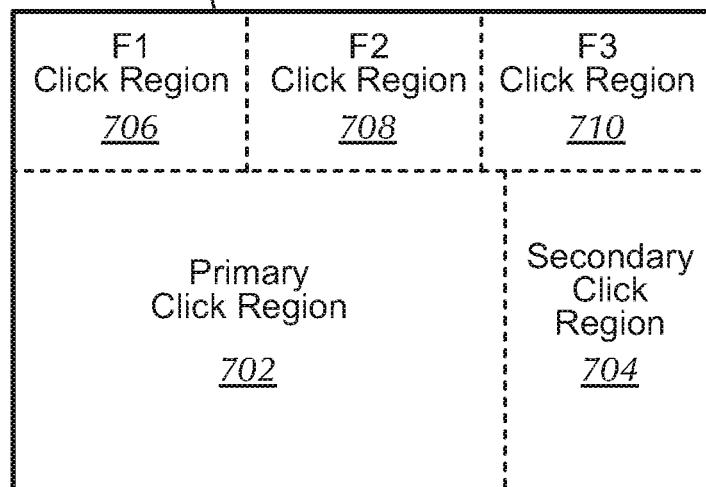 F1
Click Region
706
F2
Click Region
708
F3
Click Region
710
Primary
Click Region
702
Secondary
Click
Region
704